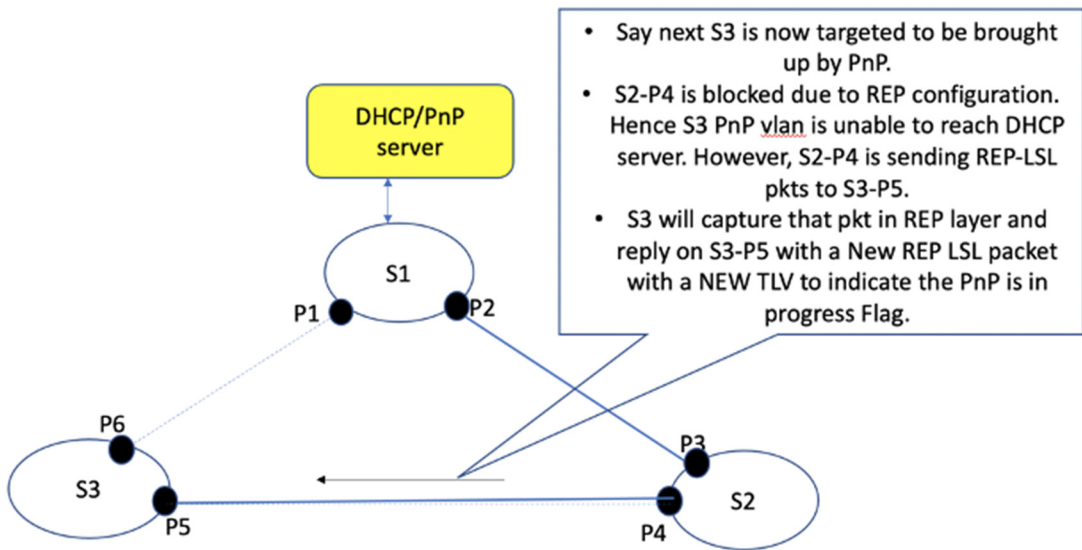 • Say next S3 is now targeted to be brought
up by PnP.
• S2-P4 is blocked due to REP configuration.
Hence S3 PnP vlan is unable to reach DHCP
server. However, S2-P4 is sending REP-LSL
pkts to S3-P5.
• S3 will capture that pkt in REP layer and
reply on S3-P5 with a New REP LSL packet
with a NEW TLV to indicate the PnP is in
progress Flag.
DHCP/PnP
server
S1
P1
P2
P6
P3
S3
S2
P5
P4